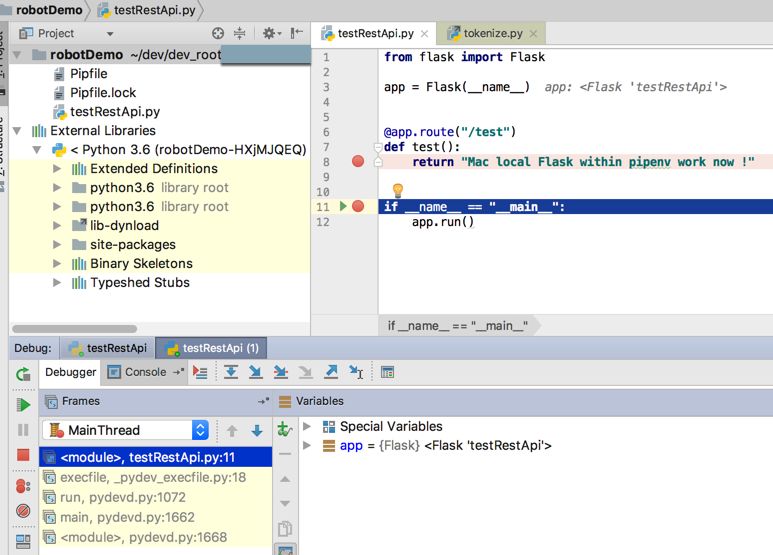 robotDemo testRestApi.py
Project
testRestApi.py tokenize.py
robotDemo ~/dev/dev_root
Pipfile
Pipfile.lock
testRestApi.py
External Libraries
< Python 3.6 (robotDemo-HXjMJQEQ)
Extended Definitions
python3.6 library root
python3.6 library root
lib-dynload
site-packages
Binary Skeletons
Typeshed Stubs
1 from flask import Flask
2
3 app = Flask(__name__) app: <Flask 'testRestApi'>
4
5
6 @app.route("/test")
7 def test():
8 return "Mac local Flask within pipenv work now !"
9
10
11 if __name__ == "__main__":
12 app.run()
if __name__ == "__main__"
Debug: testRestApi testRestApi (1)
Debugger Console
Frames Variables
MainThread
<module>, testRestApi.py:11
execfile, _pydev_execfile.py:18
run, pydevd.py:1072
main, pydevd.py:1662
<module>, pydevd.py:1668
Special Variables
app = {Flask} <Flask 'testRestApi'>